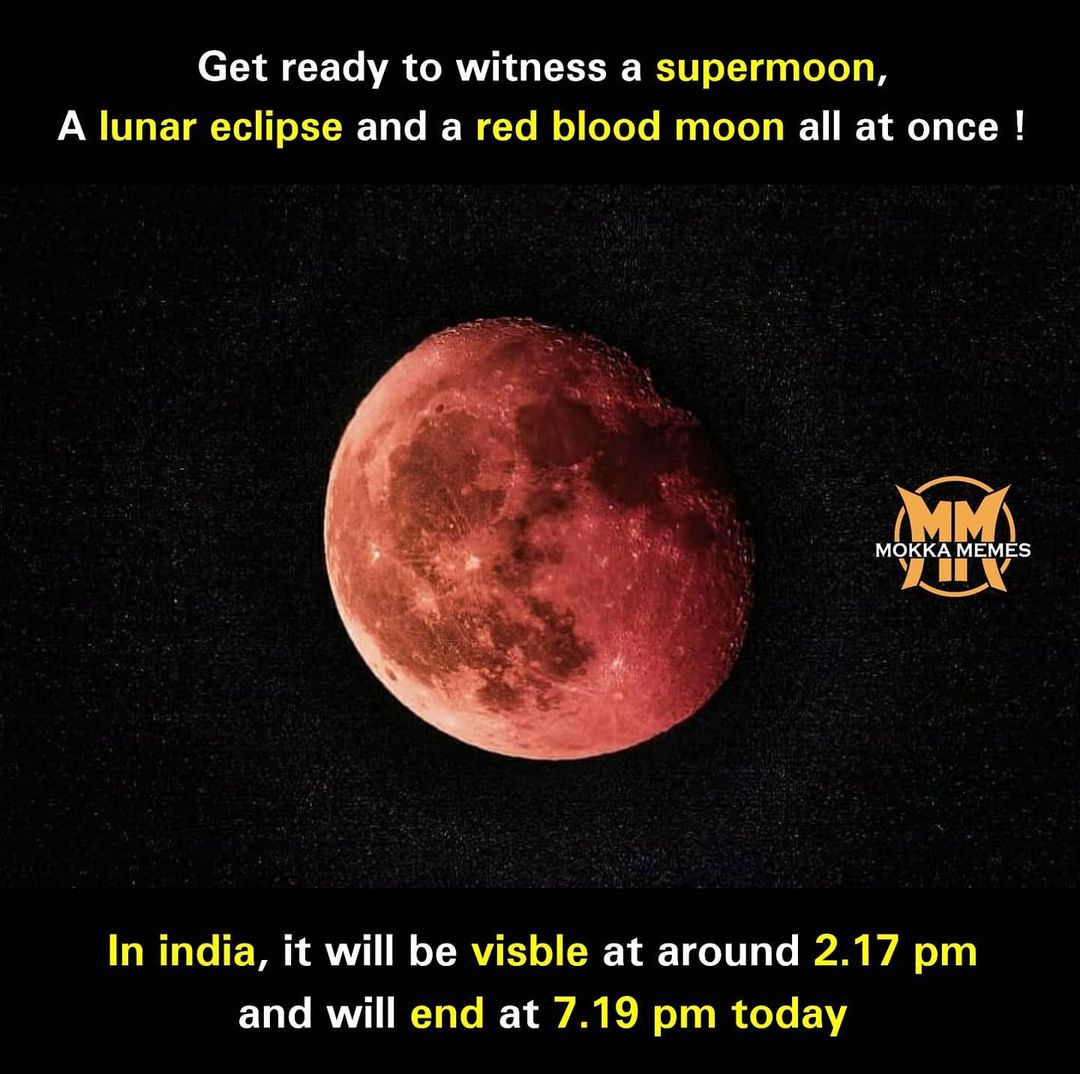 Get ready to witness a supermoon,
A lunar eclipse and a red blood moon all at once !
MM
MOKKA MEMES
In india, it will be visble at around 2.17 pm
and will end at 7.19 pm today